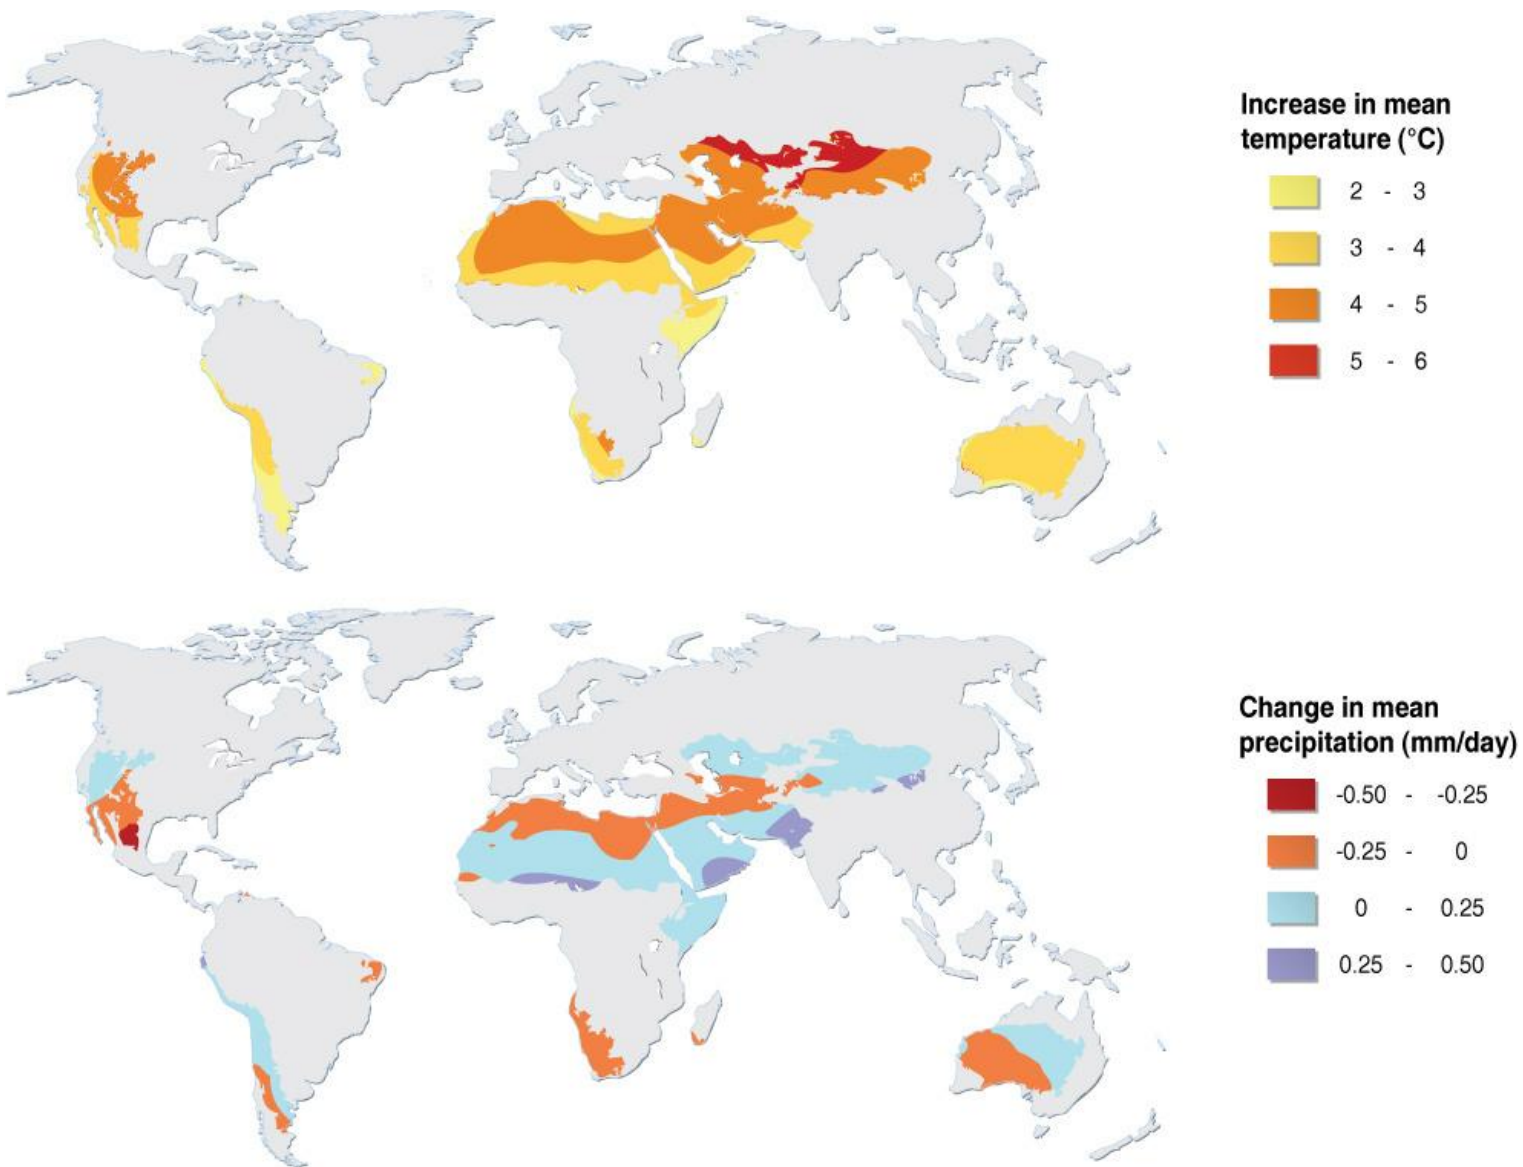 Increase in mean
temperature (°C)
2 - 3
3 - 4
4 - 5
5 - 6
Change in mean
precipitation (mm/day)
-0.50 - -0.25
-0.25 - 0
0 - 0.25
0.25 - 0.50